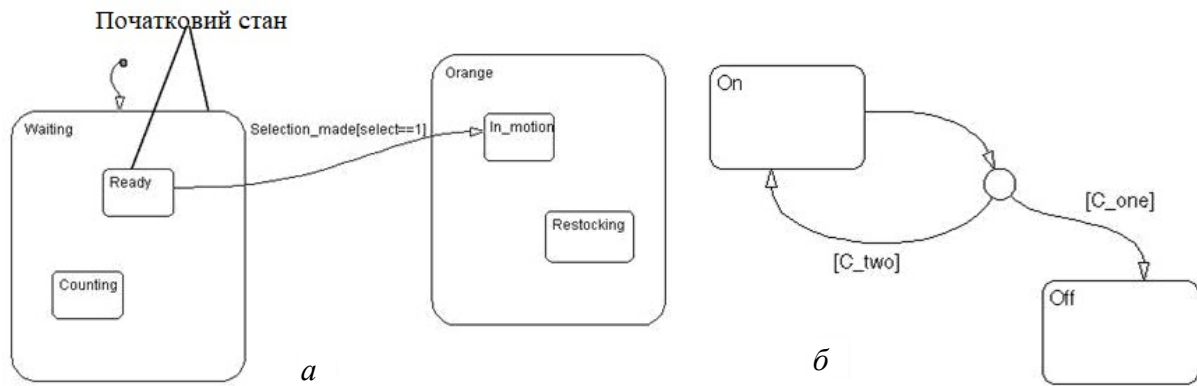 Початковий стан
Waiting
Ready
Counting
Selection_made[select==1]
Orange
In_motion
Restocking
а
On
[C_two]
[C_one]
Off
б